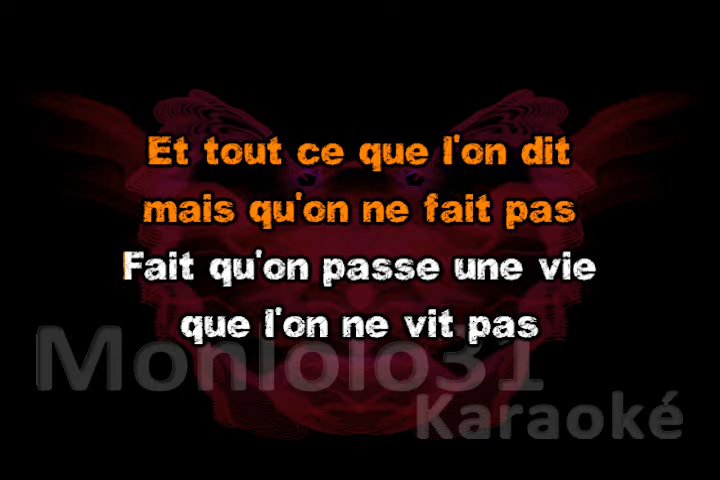 Et tout ce que l'on dit
mais qu'on ne fait pas
Fait qu'on passe une vie
que l'on ne vit pas
Monlolo31
Karaoké